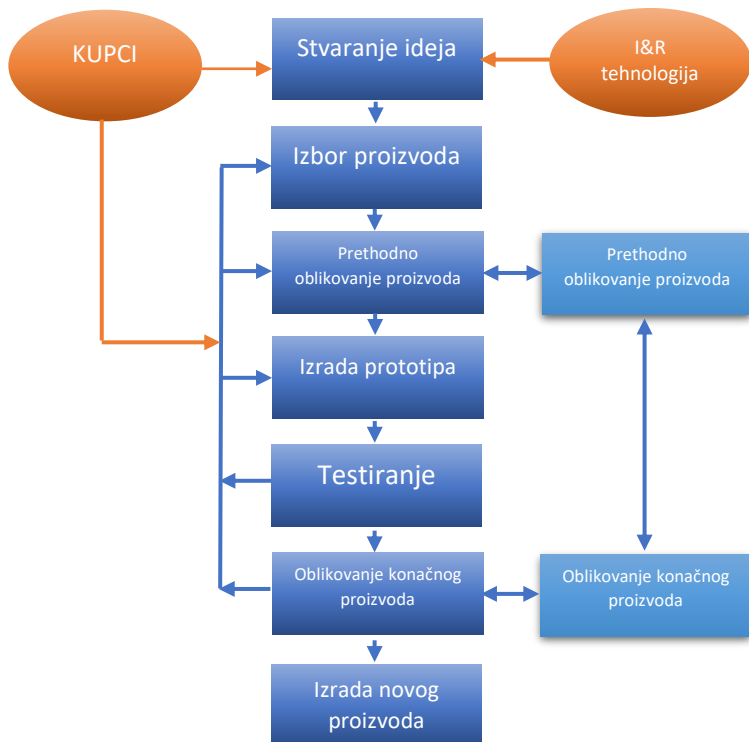 KUPCI
Stvaranje ideja
I&R
tehnologija
Izbor proizvoda
Prethodno
oblikovanje proizvoda
Prethodno
oblikovanje proizvoda
Izrada prototipa
Testiranje
Oblikovanje konačnog
proizvoda
Oblikovanje konačnog
proizvoda
Izrada novog
proizvoda